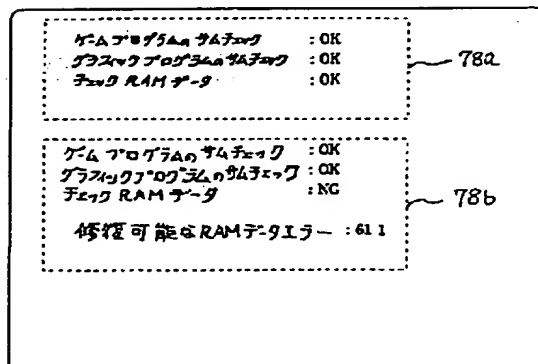 ゲームプログラムのサムチェック :OK
グラフィックプログラムのサムチェック :OK
チェック RAM データ :OK
78a
ゲームプログラムのサムチェック :OK
グラフィックプログラムのサムチェック :OK
チェック RAM データ :NG
修復可能なRAMデータエラー :611
78b